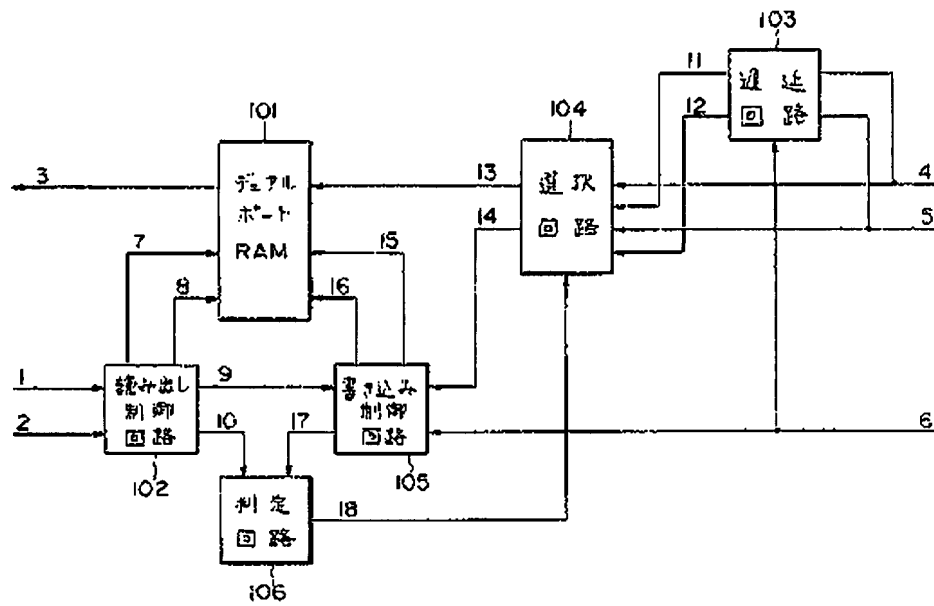 103
11
遅延
回路
12
101
104
3
デュアル
ポート
RAM
13
選択
回路
4
14
5
7
15
8
16
1
読み出し
制御
回路
9
書き込み
制御
回路
2
10
17
6
102
105
判定
回路
18
106